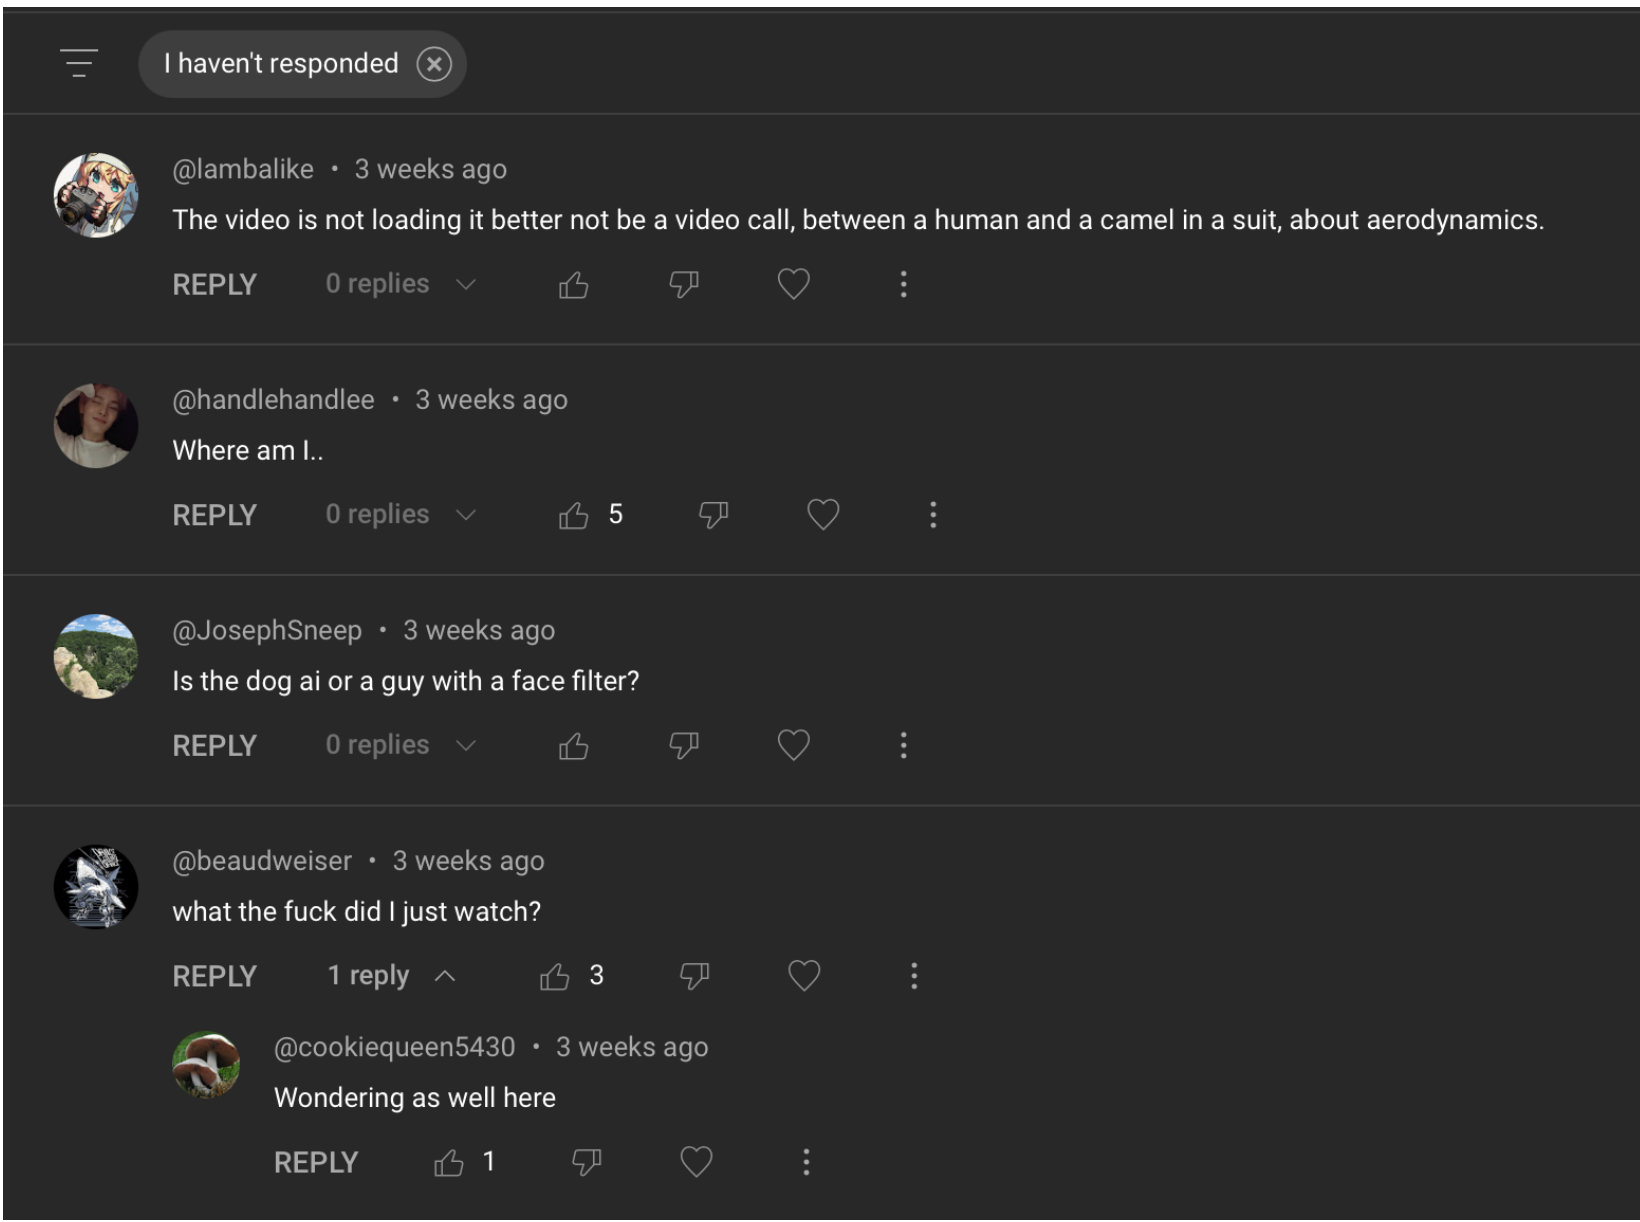 I haven't responded
@lambalike • 3 weeks ago
The video is not loading it better not be a video call, between a human and a camel in a suit, about aerodynamics.
REPLY 0 replies
@handlehandlee • 3 weeks ago
Where am I..
REPLY 0 replies 5
@JosephSneep • 3 weeks ago
Is the dog ai or a guy with a face filter?
REPLY 0 replies
@beaudweiser • 3 weeks ago
what the fuck did I just watch?
REPLY 1 reply 3
@cookiequeen5430 • 3 weeks ago
Wondering as well here
REPLY 1